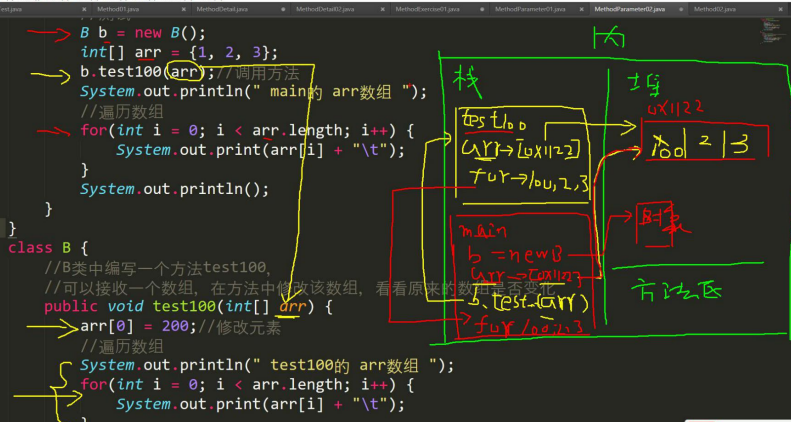 est.java Method01.java MethodDetail.java MethodDetail02.java MethodExercise01.java MethodParameter01.java MethodParameter02.java Method02.java
B b = new B();
int[] arr = {1, 2, 3};
b.test100(arr);//调用方法
System.out.println(" main的 arr数组 ");
//遍历数组
for(int i = 0; i < arr.length; i++) {
System.out.print(arr[i] + "\t");
}
System.out.println();
}
}
class B {
//B类中编写一个方法test100，
//可以接收一个数组，在方法中修改该数组，看看原来的数组是否变化
public void test100(int[] arr) {
arr[0] = 200;//修改元素
//遍历数组
System.out.println(" test100的 arr数组 ");
for(int i = 0; i < arr.length; i++) {
System.out.print(arr[i] + "\t");
}
栈
test100
arr→[0x1122]
for→100,2,3
main
b =new B
arr→[0x1122]
b.test (arr)
for 100,2,3
堆
0x1122
2 3
方法区